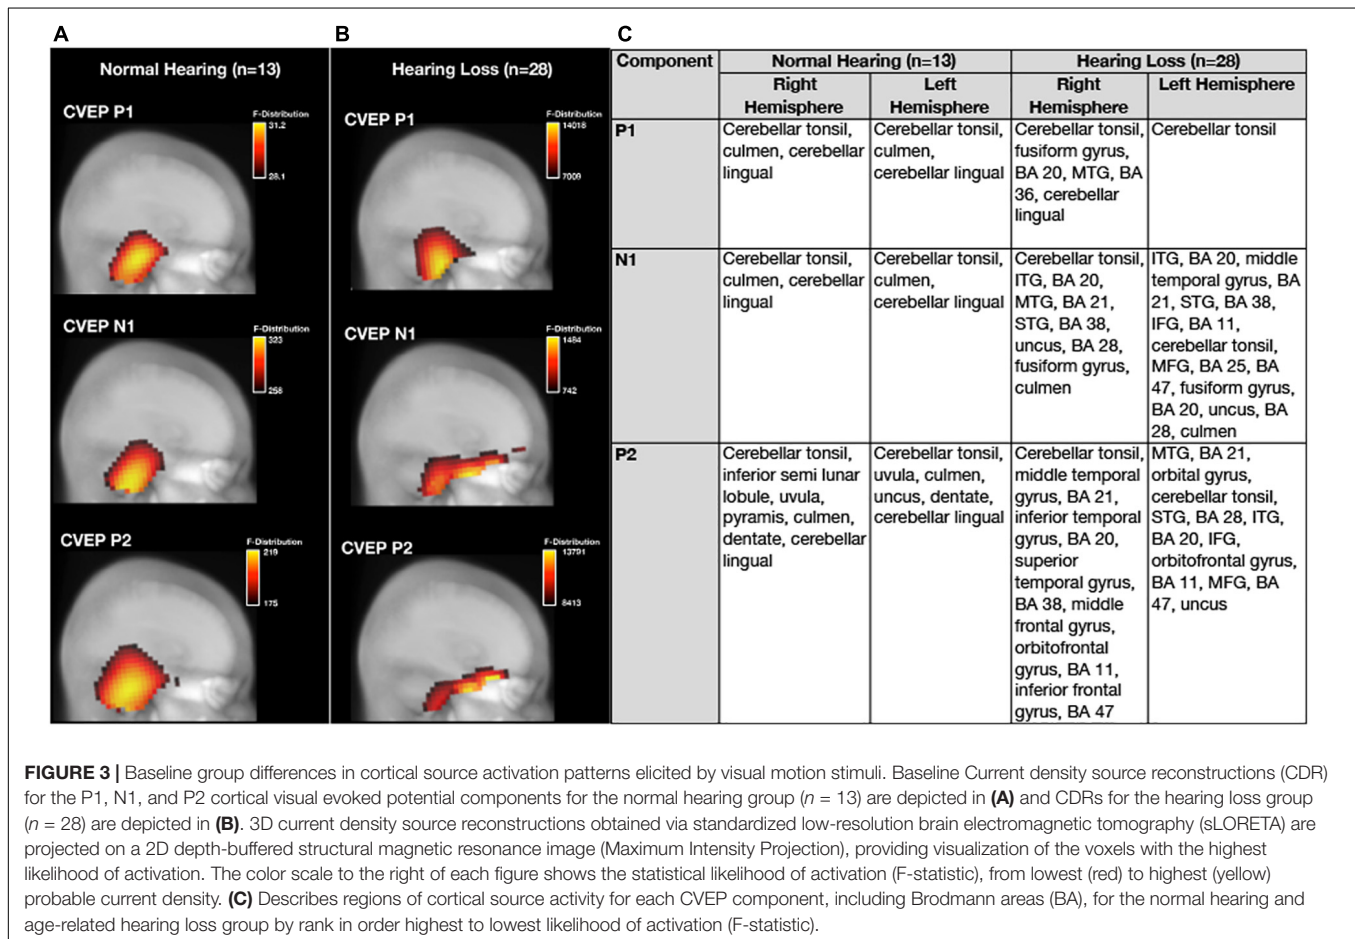 A
B
C
Normal Hearing (n=13)
CVEP P1
F-Distribution
31.2
28.1
CVEP N1
F-Distribution
323
258
CVEP P2
F-Distribution
219
175
Hearing Loss (n=28)
CVEP P1
F-Distribution
14018
7009
CVEP N1
F-Distribution
1484
742
CVEP P2
F-Distribution
13791
8413
Component
Normal Hearing (n=13)
Hearing Loss (n=28)
Right
Hemisphere
Left
Hemisphere
Right
Hemisphere
Left Hemisphere
P1
Cerebellar tonsil,
culmen, cerebellar
lingual
Cerebellar tonsil,
culmen,
cerebellar lingual
Cerebellar tonsil,
fusiform gyrus,
BA 20, MTG, BA
36, cerebellar
lingual
Cerebellar tonsil
N1
Cerebellar tonsil,
culmen, cerebellar
lingual
Cerebellar tonsil,
culmen,
cerebellar lingual
Cerebellar tonsil,
ITG, BA 20,
MTG, BA 21,
STG, BA 38,
uncus, BA 28,
fusiform gyrus,
culmen
ITG, BA 20, middle
temporal gyrus, BA
21, STG, BA 38,
IFG, BA 11,
cerebellar tonsil,
MFG, BA 25, BA
47, fusiform gyrus,
BA 20, uncus, BA
28, culmen
P2
Cerebellar tonsil,
inferior semi lunar
lobule, uvula,
pyramis, culmen,
dentate, cerebellar
lingual
Cerebellar tonsil,
uvula, culmen,
uncus, dentate,
cerebellar lingual
Cerebellar tonsil,
middle temporal
gyrus, BA 21,
inferior temporal
gyrus, BA 20,
superior
temporal gyrus,
BA 38, middle
frontal gyrus,
orbitofrontal
gyrus, BA 11,
inferior frontal
gyrus, BA 47
MTG, BA 21,
orbital gyrus,
cerebellar tonsil,
STG, BA 28, ITG,
BA 20, IFG,
orbitofrontal gyrus,
BA 11, MFG, BA
47, uncus
FIGURE 3 | Baseline group differences in cortical source activation patterns elicited by visual motion stimuli. Baseline Current density source reconstructions (CDR)
for the P1, N1, and P2 cortical visual evoked potential components for the normal hearing group (n = 13) are depicted in (A) and CDRs for the hearing loss group
(n = 28) are depicted in (B). 3D current density source reconstructions obtained via standardized low-resolution brain electromagnetic tomography (sLORETA) are
projected on a 2D depth-buffered structural magnetic resonance image (Maximum Intensity Projection), providing visualization of the voxels with the highest
likelihood of activation. The color scale to the right of each figure shows the statistical likelihood of activation (F-statistic), from lowest (red) to highest (yellow)
probable current density. (C) Describes regions of cortical source activity for each CVEP component, including Brodmann areas (BA), for the normal hearing and
age-related hearing loss group by rank in order highest to lowest likelihood of activation (F-statistic).